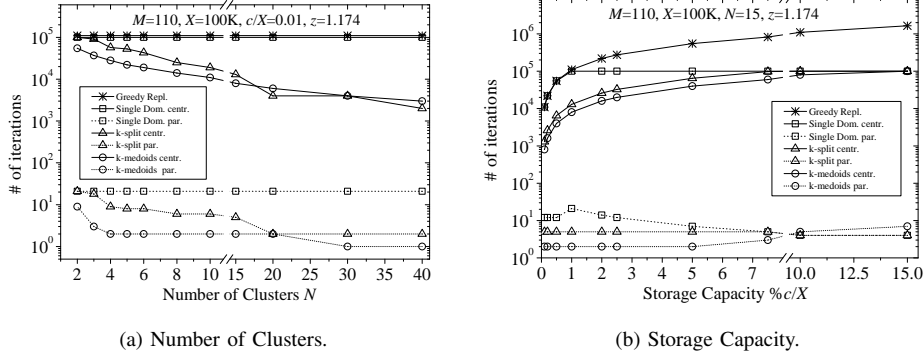 M=110, X=100K, c/X=0.01, z=1.174
# of iterations
10^5
10^4
10^3
10^2
10^1
10^0
Greedy Repl.
Single Dom. centr.
Single Dom. par.
k-split centr.
k-split par.
k-medoids centr.
k-medoids par.
2 4 6 8 10 15 20 30 40
Number of Clusters N
(a) Number of Clusters.
M=110, X=100K, N=15, z=1.174
# of iterations
10^6
10^5
10^4
10^3
10^2
10^1
10^0
Greedy Repl.
Single Dom. centr.
Single Dom. par.
k-split centr.
k-split par.
k-medoids centr.
k-medoids par.
0.1 1 2 5 10.0 12.5 15.0
Storage Capacity %c/X
(b) Storage Capacity.